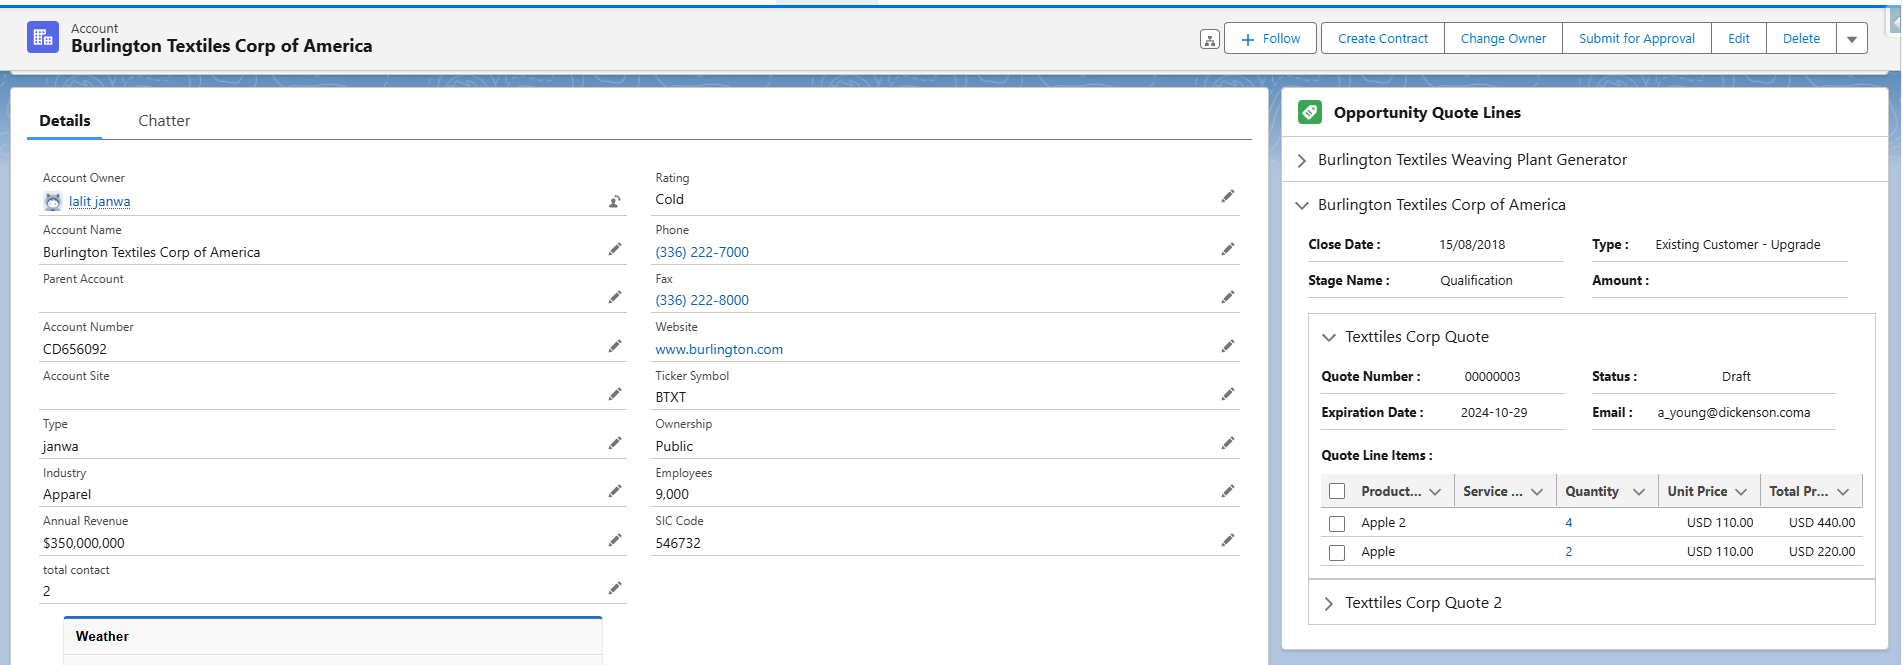 Account
Burlington Textiles Corp of America
Follow
Create Contract
Change Owner
Submit for Approval
Edit
Delete
Details
Chatter
Account Owner
lalit janwa
Account Name
Burlington Textiles Corp of America
Parent Account
Account Number
CD656092
Account Site
Type
janwa
Industry
Apparel
Annual Revenue
$350,000,000
total contact
2
Weather
Rating
Cold
Phone
(336) 222-7000
Fax
(336) 222-8000
Website
www.burlington.com
Ticker Symbol
BTXT
Ownership
Public
Employees
9,000
SIC Code
546732
Opportunity Quote Lines
Burlington Textiles Weaving Plant Generator
Burlington Textiles Corp of America
Close Date : 15/08/2018 Type : Existing Customer - Upgrade
Stage Name : Qualification Amount :
Texttiles Corp Quote
Quote Number : 00000003 Status : Draft
Expiration Date : 2024-10-29 Email : a_young@dickenson.coma
Quote Line Items :
Product... Service ... Quantity Unit Price Total Pr...
Apple 2 4 USD 110.00 USD 440.00
Apple 2 USD 110.00 USD 220.00
Texttiles Corp Quote 2